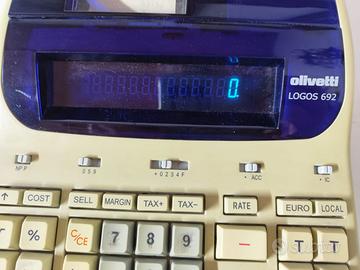 0.
olivetti
LOGOS 692
NP.P
0 5 9
• + 0 2 3 4 F
• ACC
• IC
↑ COST SELL MARGIN TAX+ TAX− RATE EURO LOCAL
% C/CE 7 8 9 − T T